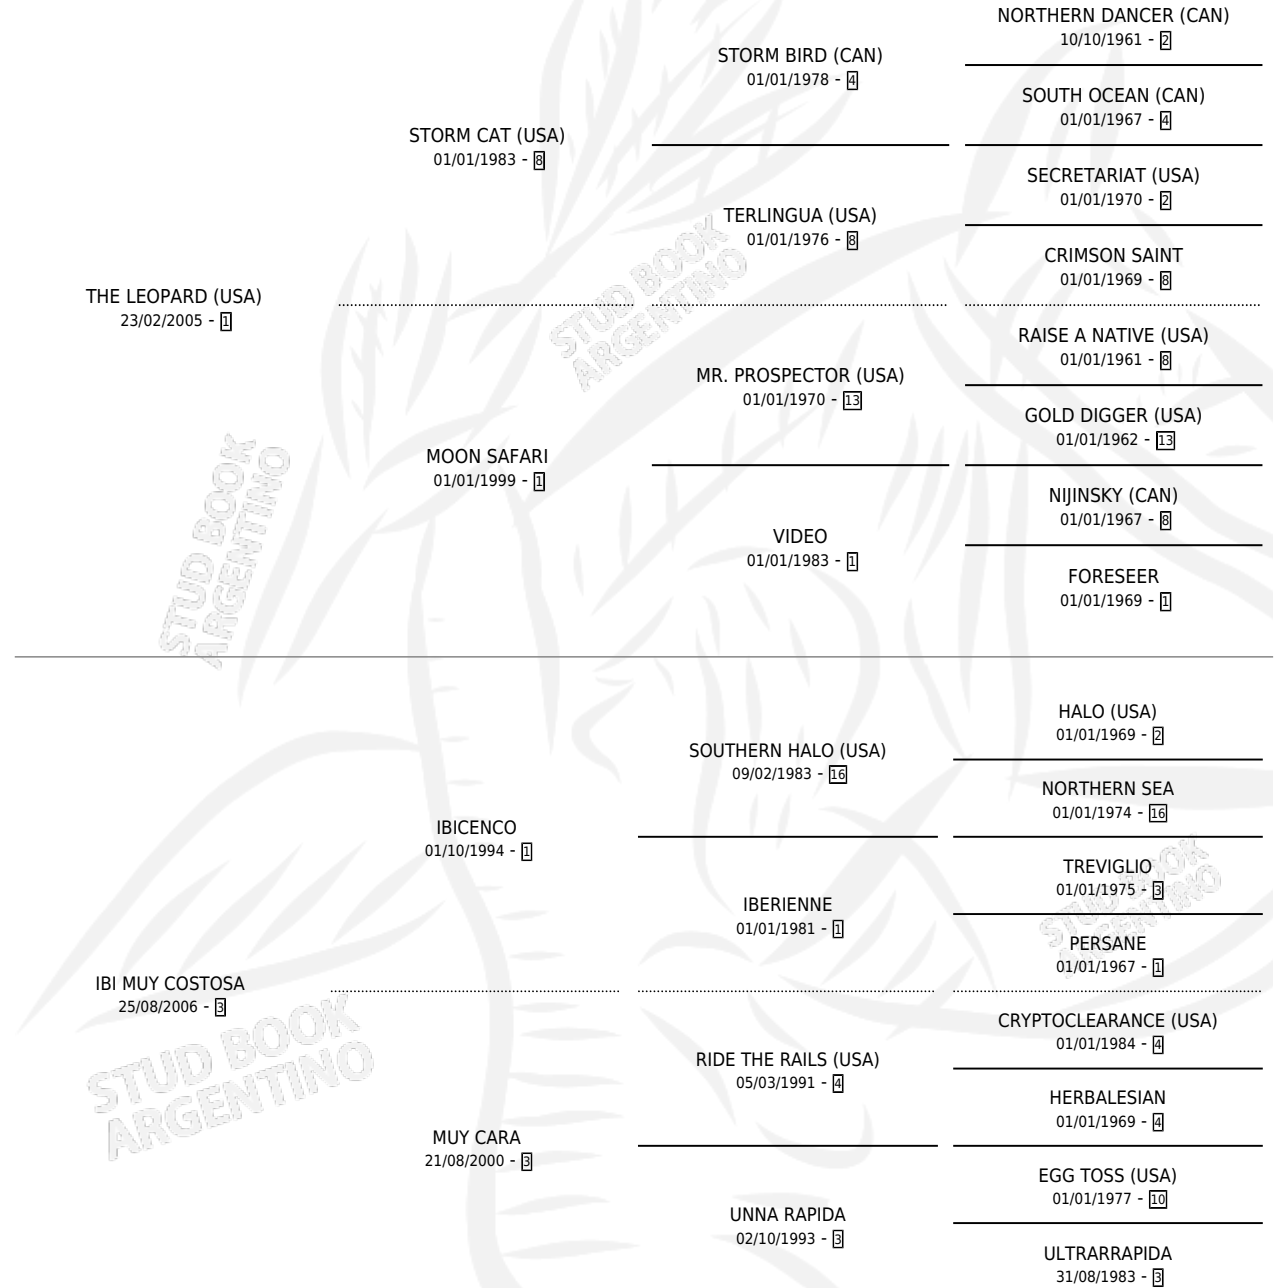 NORTHERN DANCER (CAN)
10/10/1961 - 2
STORM BIRD (CAN)
01/01/1978 - 4
SOUTH OCEAN (CAN)
01/01/1967 - 4
STORM CAT (USA)
01/01/1983 - 8
SECRETARIAT (USA)
01/01/1970 - 2
TERLINGUA (USA)
01/01/1976 - 8
CRIMSON SAINT
01/01/1969 - 8
THE LEOPARD (USA)
23/02/2005 - 1
STUD BOOK
ARGENTINO
RAISE A NATIVE (USA)
01/01/1961 - 8
MR. PROSPECTOR (USA)
01/01/1970 - 13
GOLD DIGGER (USA)
01/01/1962 - 13
MOON SAFARI
01/01/1999 - 1
NIJINSKY (CAN)
01/01/1967 - 8
VIDEO
01/01/1983 - 1
FORESEER
01/01/1969 - 1
STUD BOOK
ARGENTINO
HALO (USA)
01/01/1969 - 2
SOUTHERN HALO (USA)
09/02/1983 - 16
NORTHERN SEA
01/01/1974 - 16
IBICENCO
01/10/1994 - 1
TREVIGLIO
01/01/1975 - 3
IBERIENNE
01/01/1981 - 1
PERSANE
01/01/1967 - 1
STUD BOOK
ARGENTINO
IBI MUY COSTOSA
25/08/2006 - 3
STUD BOOK
ARGENTINO
CRYPTOCLEARANCE (USA)
01/01/1984 - 4
RIDE THE RAILS (USA)
05/03/1991 - 4
HERBALESIAN
01/01/1969 - 4
MUY CARA
21/08/2000 - 3
EGG TOSS (USA)
01/01/1977 - 10
UNNA RAPIDA
02/10/1993 - 3
ULTRARRAPIDA
31/08/1983 - 3